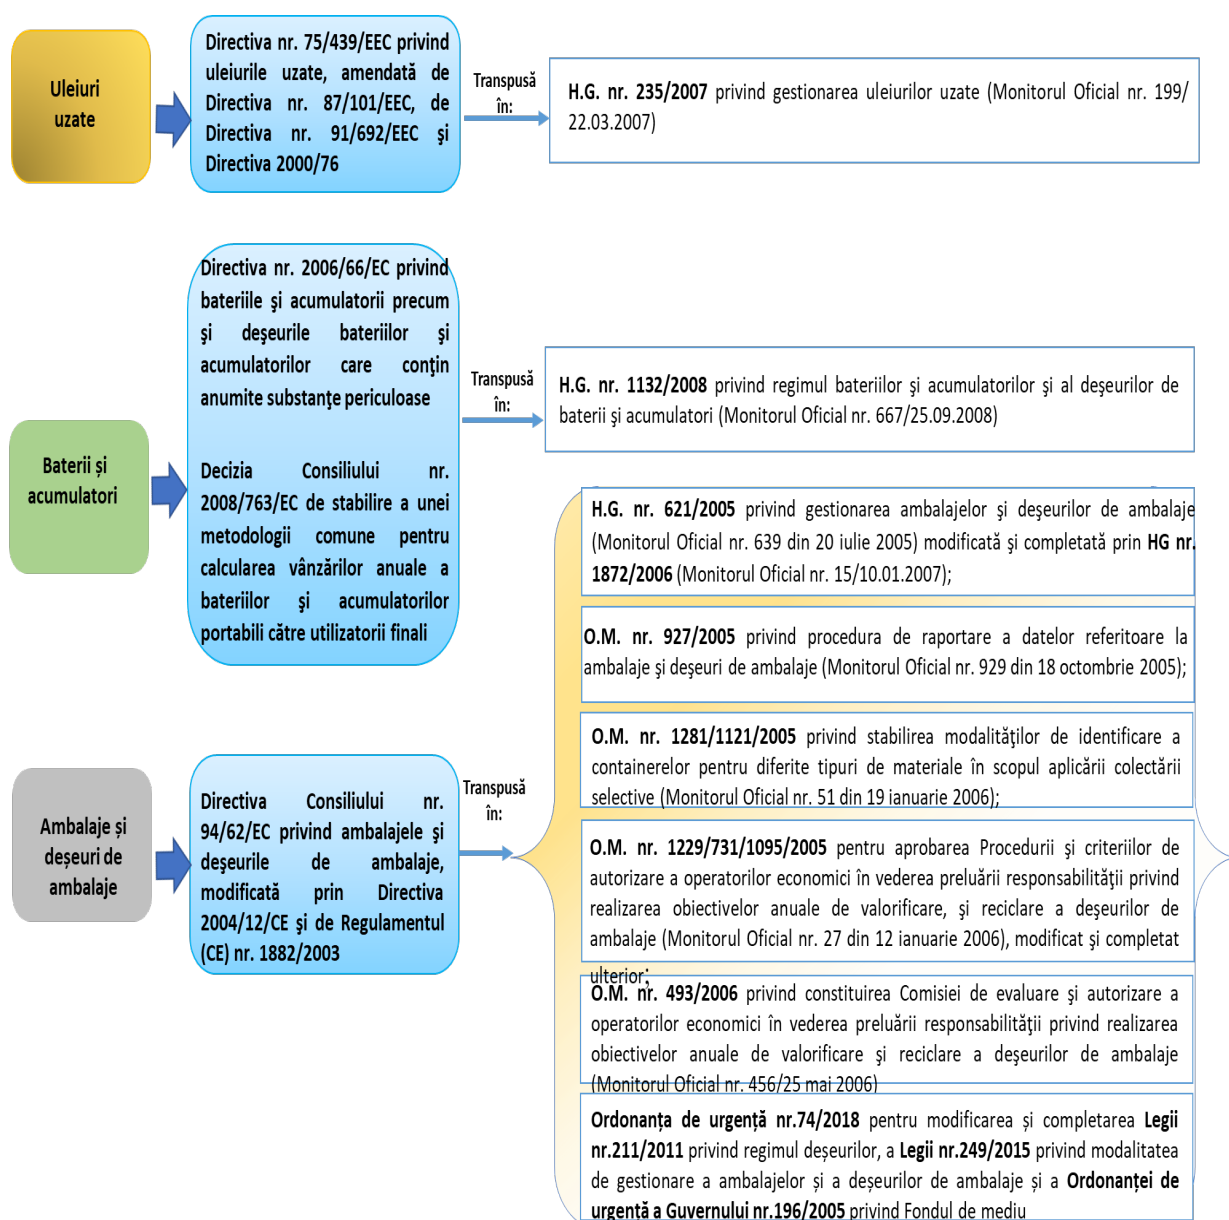 Uleiuri
uzate
Directiva nr. 75/439/EEC privind
uleiurile uzate, amendată de
Directiva nr. 87/101/EEC, de
Directiva nr. 91/692/EEC şi
Directiva 2000/76
Transpusă
în:
H.G. nr. 235/2007 privind gestionarea uleiurilor uzate (Monitorul Oficial nr. 199/
22.03.2007)
Baterii și
acumulatori
Directiva nr. 2006/66/EC privind
bateriile şi acumulatorii precum
şi deşeurile bateriilor şi
acumulatorilor care conţin
anumite substanţe periculoase
Decizia Consiliului nr.
2008/763/EC de stabilire a unei
metodologii comune pentru
calcularea vânzărilor anuale a
bateriilor şi acumulatorilor
portabili către utilizatorii finali
Transpusă
în:
H.G. nr. 1132/2008 privind regimul bateriilor şi acumulatorilor şi al deşeurilor de
baterii şi acumulatori (Monitorul Oficial nr. 667/25.09.2008)
Ambalaje și
deșeuri de
ambalaje
Directiva Consiliului nr.
94/62/EC privind ambalajele şi
deşeurile de ambalaje,
modificată prin Directiva
2004/12/CE şi de Regulamentul
(CE) nr. 1882/2003
Transpusă
în:
H.G. nr. 621/2005 privind gestionarea ambalajelor şi deşeurilor de ambalaje
(Monitorul Oficial nr. 639 din 20 iulie 2005) modificată şi completată prin HG nr.
1872/2006 (Monitorul Oficial nr. 15/10.01.2007);
O.M. nr. 927/2005 privind procedura de raportare a datelor referitoare la
ambalaje şi deşeuri de ambalaje (Monitorul Oficial nr. 929 din 18 octombrie 2005);
O.M. nr. 1281/1121/2005 privind stabilirea modalităţilor de identificare a
containerelor pentru diferite tipuri de materiale în scopul aplicării colectării
selective (Monitorul Oficial nr. 51 din 19 ianuarie 2006);
O.M. nr. 1229/731/1095/2005 pentru aprobarea Procedurii şi criteriilor de
autorizare a operatorilor economici în vederea preluării responsabilităţii privind
realizarea obiectivelor anuale de valorificare, şi reciclare a deşeurilor de
ambalaje (Monitorul Oficial nr. 27 din 12 ianuarie 2006), modificat şi completat
ulterior;
O.M. nr. 493/2006 privind constituirea Comisiei de evaluare şi autorizare a
operatorilor economici în vederea preluării responsabilităţii privind realizarea
obiectivelor anuale de valorificare şi reciclare a deşeurilor de ambalaje
(Monitorul Oficial nr. 456/25 mai 2006)
Ordonanța de urgență nr.74/2018 pentru modificarea și completarea Legii
nr.211/2011 privind regimul deșeurilor, a Legii nr.249/2015 privind modalitatea
de gestionare a ambalajelor și a deșeurilor de ambalaje și a Ordonanței de
urgență a Guvernului nr.196/2005 privind Fondul de mediu